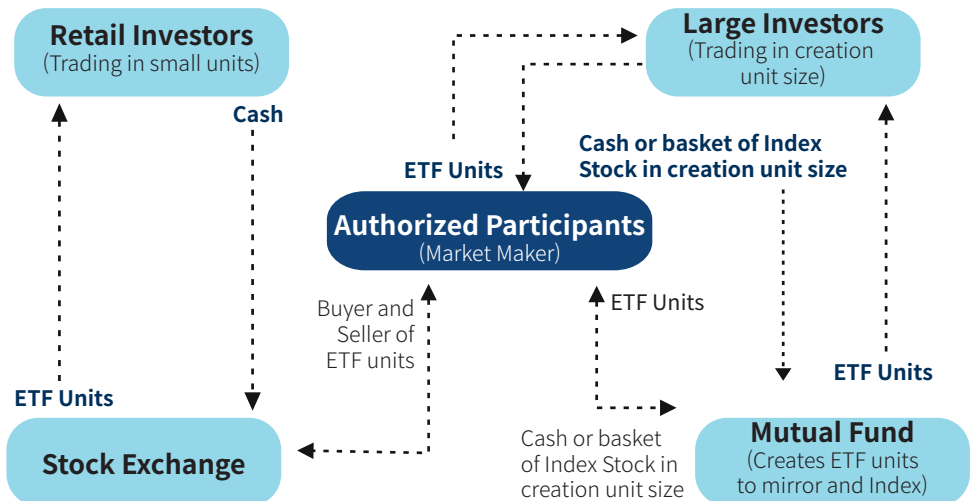 Retail Investors
(Trading in small units)
Large Investors
(Trading in creation
unit size)
Cash
Cash or basket of Index
Stock in creation unit size
ETF Units
Authorized Participants
(Market Maker)
Buyer and
Seller of
ETF units
ETF Units
ETF Units
ETF Units
Stock Exchange
Cash or basket
of Index Stock in
creation unit size
Mutual Fund
(Creates ETF units
to mirror and Index)